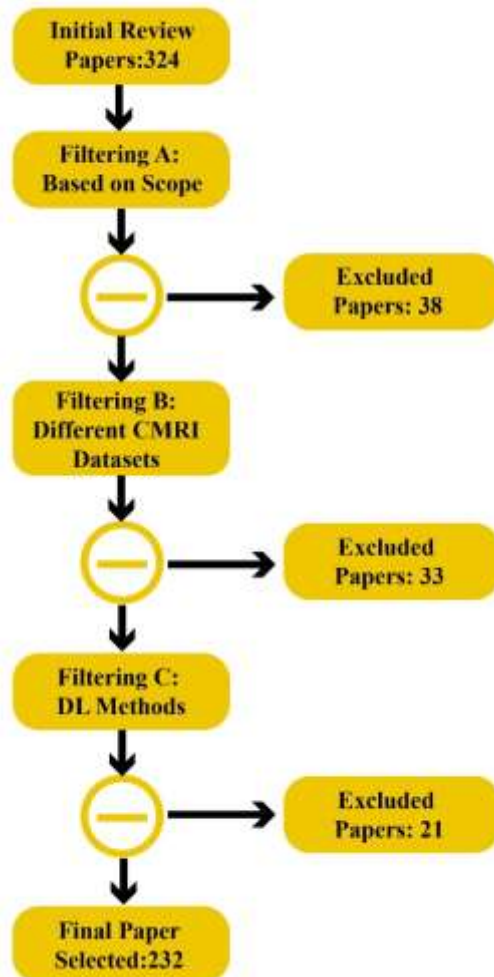 Initial Review
Papers:324
Filtering A:
Based on Scope
Excluded
Papers: 38
Filtering B:
Different CMRI
Datasets
Excluded
Papers: 33
Filtering C:
DL Methods
Excluded
Papers: 21
Final Paper
Selected:232